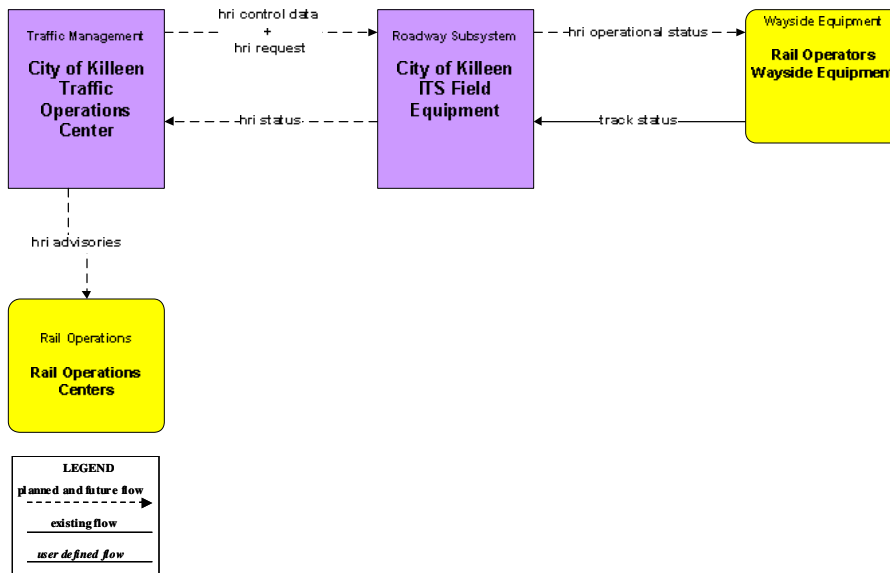 hri control data
+
hri request
Traffic Management
City of Killeen
Traffic
Operations
Center
Roadway Subsystem
City of Killeen
ITS Field
Equipment
hri operational status
Wayside Equipment
Rail Operators
Wayside Equipment
hri status
track status
hri advisories
Rail Operations
Rail Operations
Centers
LEGEND
planned and future flow
existing flow
user defined flow